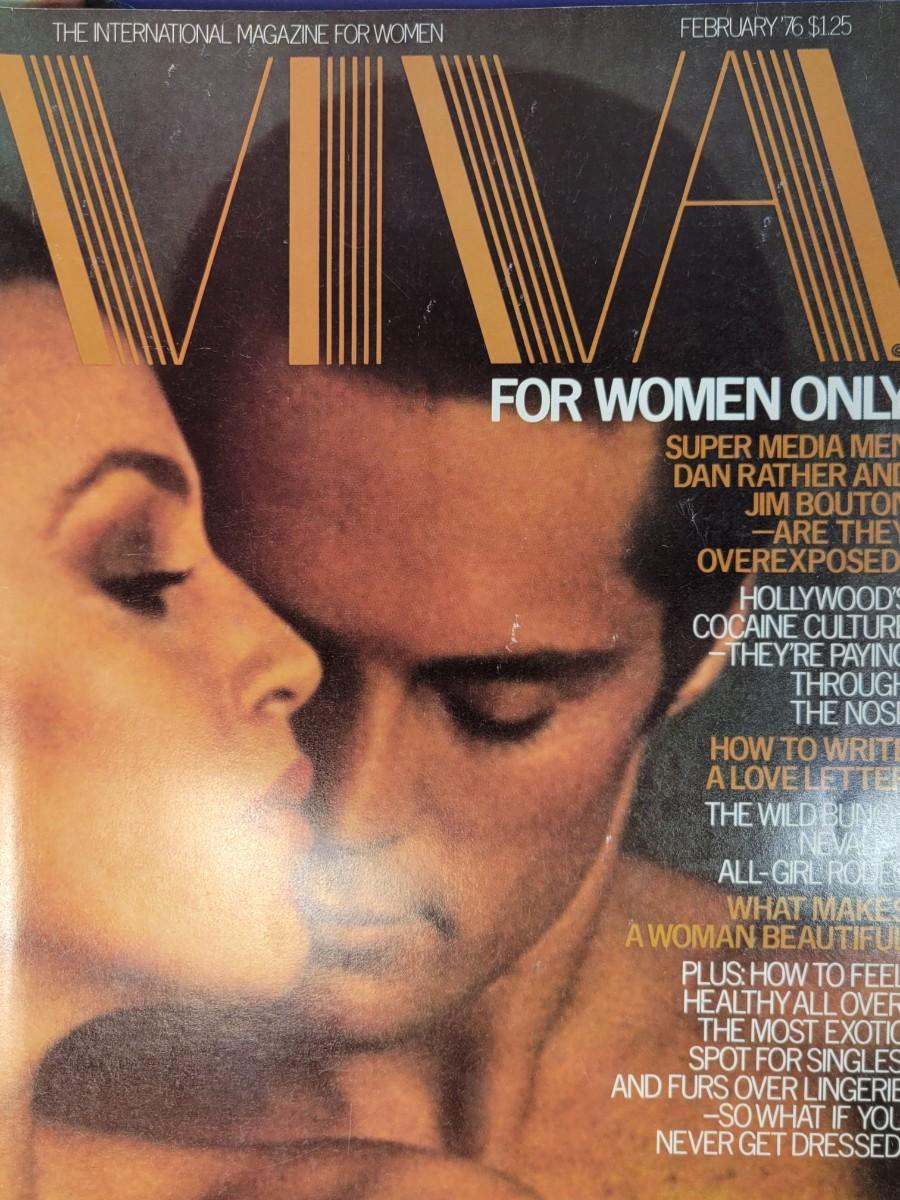 THE INTERNATIONAL MAGAZINE FOR WOMEN
FEBRUARY '76 $1.25
VIVA
FOR WOMEN ONLY
SUPER MEDIA MEN
DAN RATHER AND
JIM BOUTON
—ARE THEY
OVEREXPOSED
HOLLYWOOD'S
COCAINE CULTURE
—THEY'RE PAYING
THROUGH
THE NOSE
HOW TO WRITE
A LOVE LETTER
THE WILD BUNCH
ALL-GIRL RODEO
WHAT MAKES
A WOMAN BEAUTIFUL
PLUS: HOW TO FEEL
HEALTHY ALL OVER
THE MOST EXOTIC
SPOT FOR SINGLES
AND FURS OVER LINGERIE
—SO WHAT IF YOU
NEVER GET DRESSED